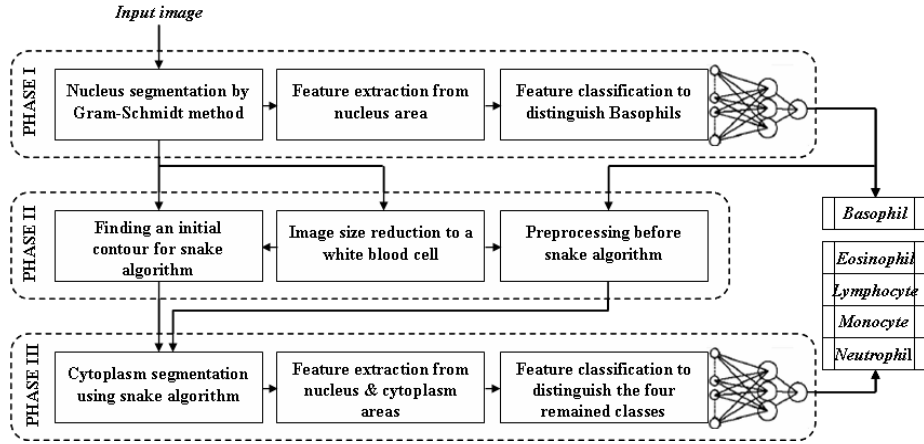 Input image
PHASE I
Nucleus segmentation by
Gram-Schmidt method
Feature extraction from
nucleus area
Feature classification to
distinguish Basophils
PHASE II
Finding an initial
contour for snake
algorithm
Image size reduction to a
white blood cell
Preprocessing before
snake algorithm
Basophil
Eosinophil
Lymphocyte
Monocyte
Neutrophil
PHASE III
Cytoplasm segmentation
using snake algorithm
Feature extraction from
nucleus & cytoplasm
areas
Feature classification to
distinguish the four
remained classes